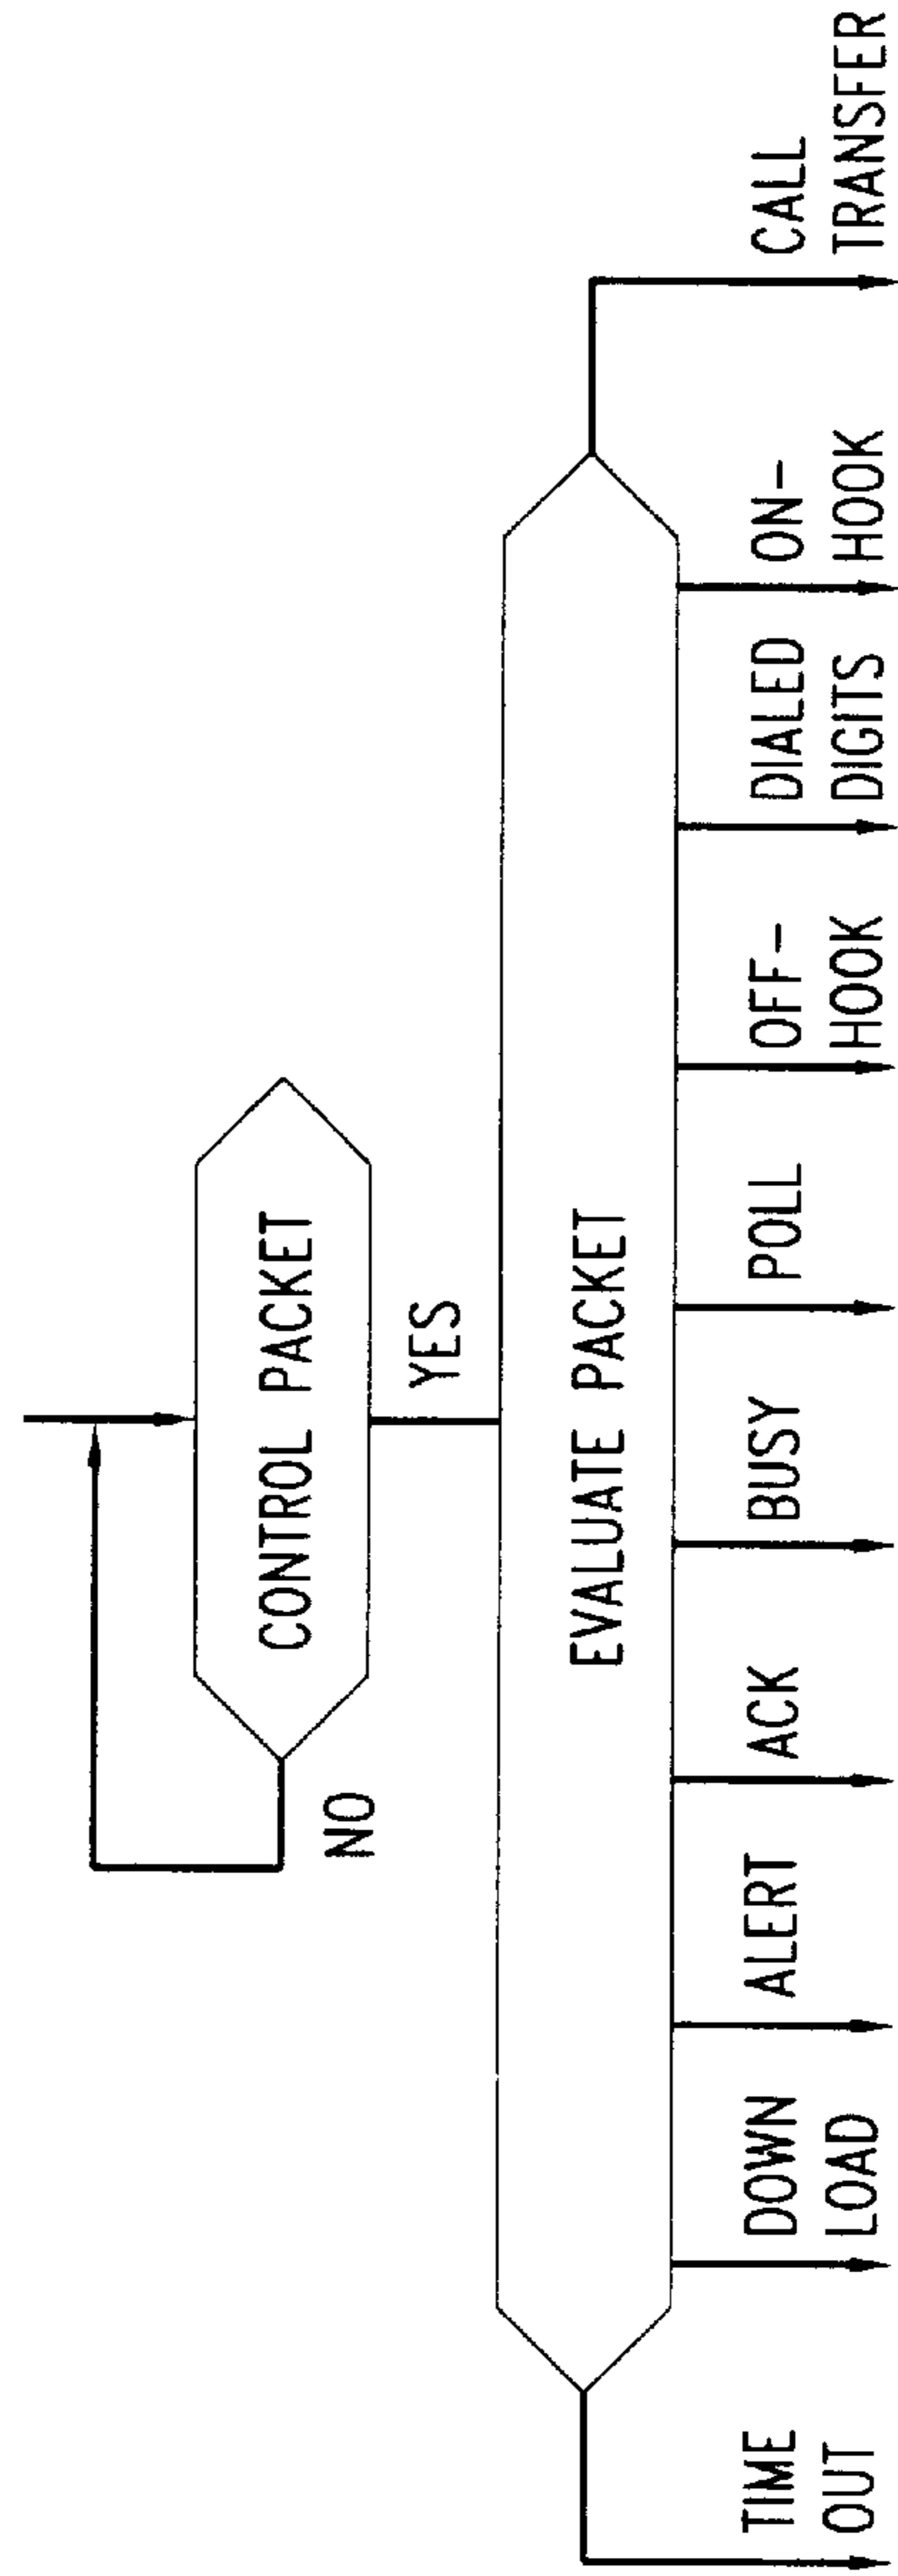 CONTROL PACKET
NO
YES
EVALUATE PACKET
TIME
OUT
DOWN
LOAD
ALERT
ACK
BUSY
POLL
OFF-
HOOK
DIALED
DIGITS
ON-
HOOK
CALL
TRANSFER